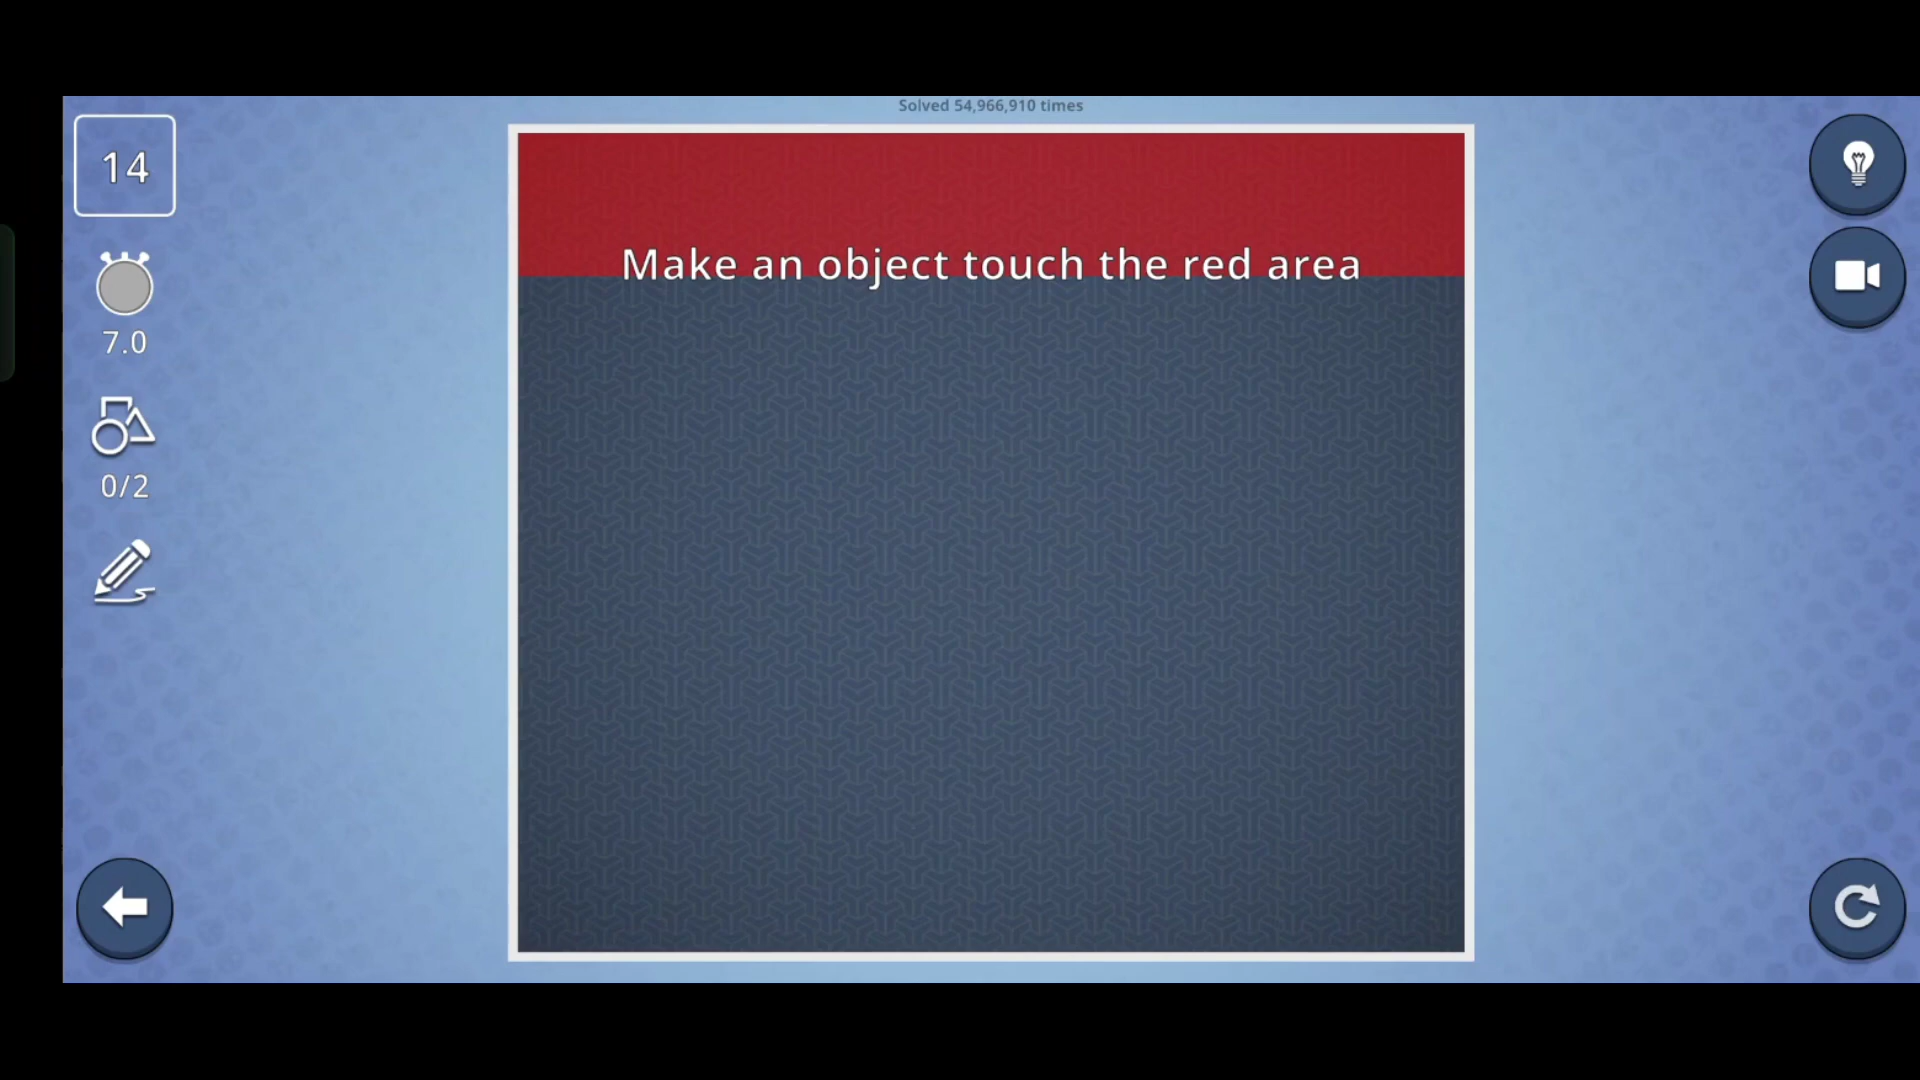 Solved 54,966,910 times
14
Make an object touch the red area
7.0
0/2